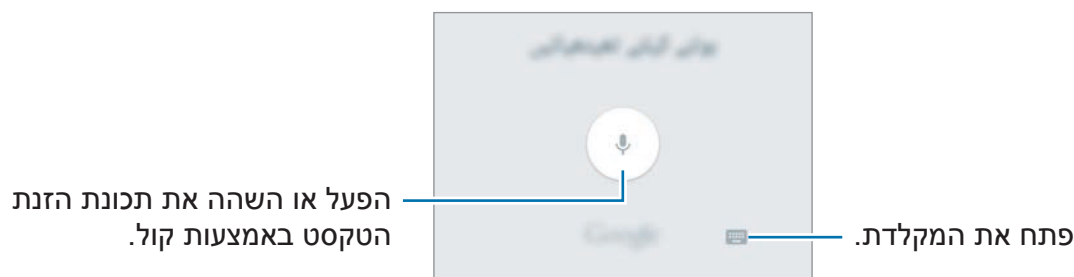 הפעל או השהה את תכונת הזנת
הטקסט באמצעות קול.
פתח את המקלדת.